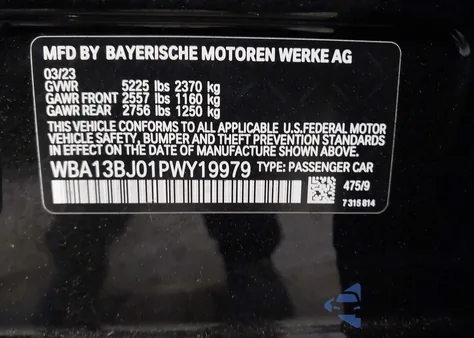 MFD BY BAYERISCHE MOTOREN WERKE AG
03/23
GVWR 5225 lbs 2370 kg
GAWR FRONT 2557 lbs 1160 kg
GAWR REAR 2756 lbs 1250 kg
THIS VEHICLE CONFORMS TO ALL APPLICABLE U.S.FEDERAL MOTOR
VEHICLE SAFETY, BUMPER AND THEFT PREVENTION STANDARDS
IN EFFECT ON THE DATE OF MANUFACTURE SHOWN ABOVE.
WBA13BJ01PWY19979 TYPE: PASSENGER CAR
475/9
7 315 814